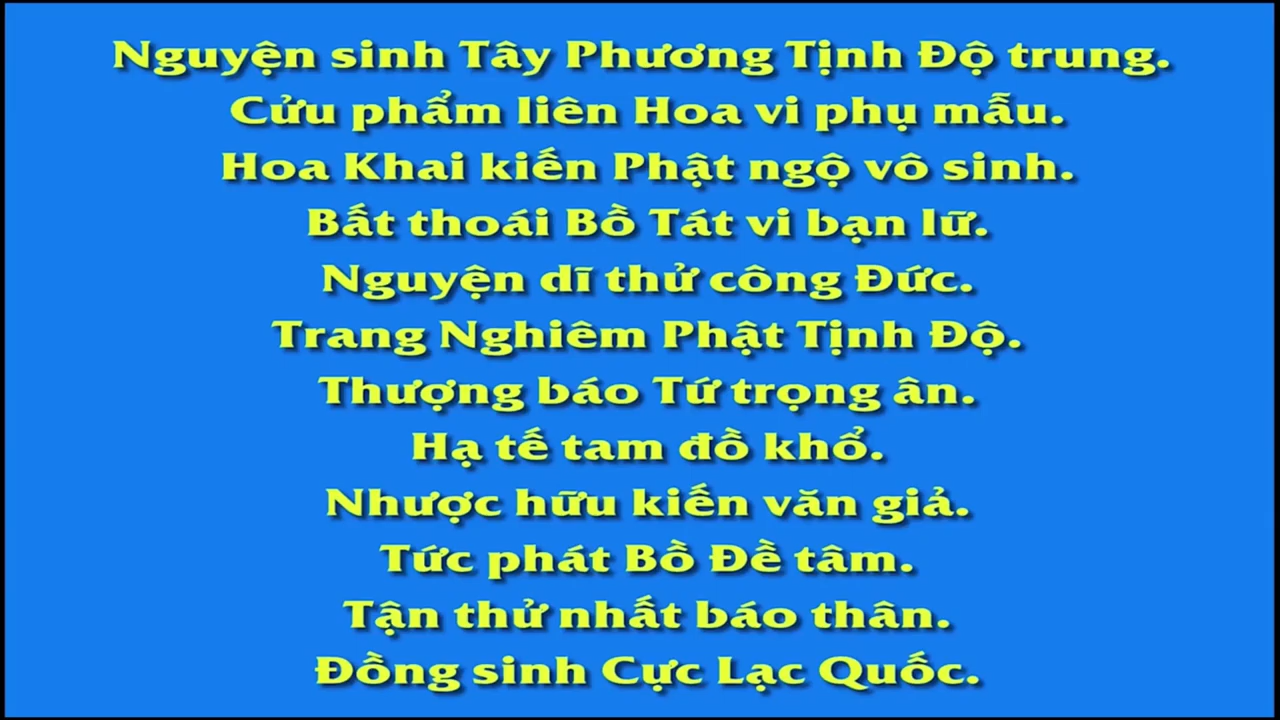 Nguyện sinh Tây Phương Tịnh Độ trung.
Cửu phẩm liên Hoa vi phụ mẫu.
Hoa Khai kiến Phật ngộ vô sinh.
Bất thoái Bồ Tát vi bạn lữ.
Nguyện dĩ thử công Đức.
Trang Nghiêm Phật Tịnh Độ.
Thượng báo Tứ trọng ân.
Hạ tế tam đồ khổ.
Nhược hữu kiến văn giả.
Tức phát Bồ Đề tâm.
Tận thử nhất báo thân.
Đồng sinh Cực Lạc Quốc.